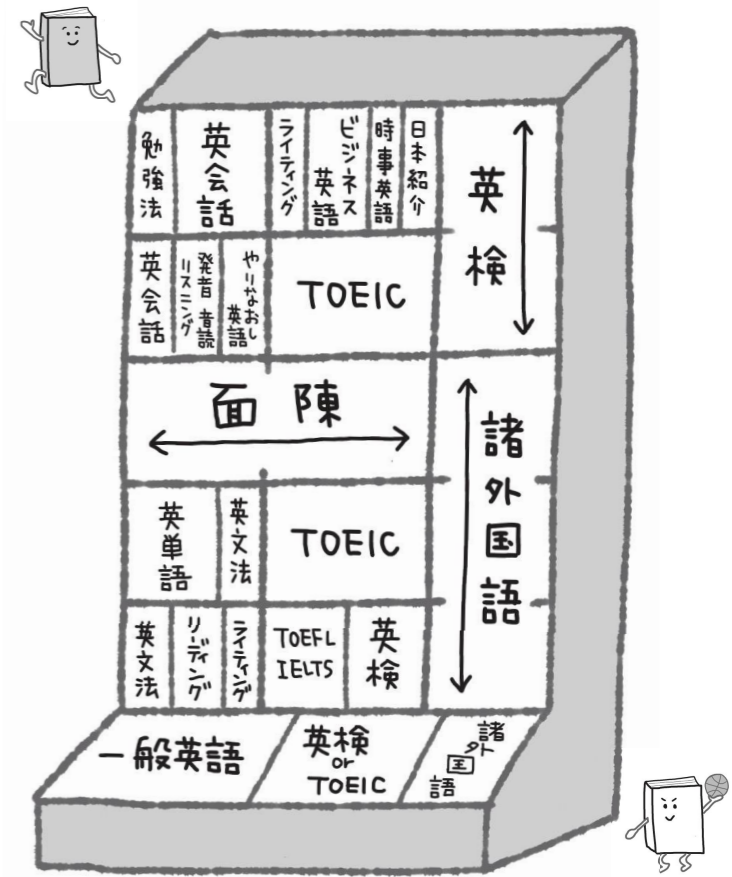 勉強法
英会話
ライティング
ビジネス
英語
時事英語
日本紹介
英検
英会話
発音 音読
リスニング
やりなおし
英語
TOEIC
面陳
諸外国語
英単語
英文法
TOEIC
英文法
リーディング
ライティング
TOEFL
IELTS
英検
一般英語
英検
or
TOEIC
諸外国語